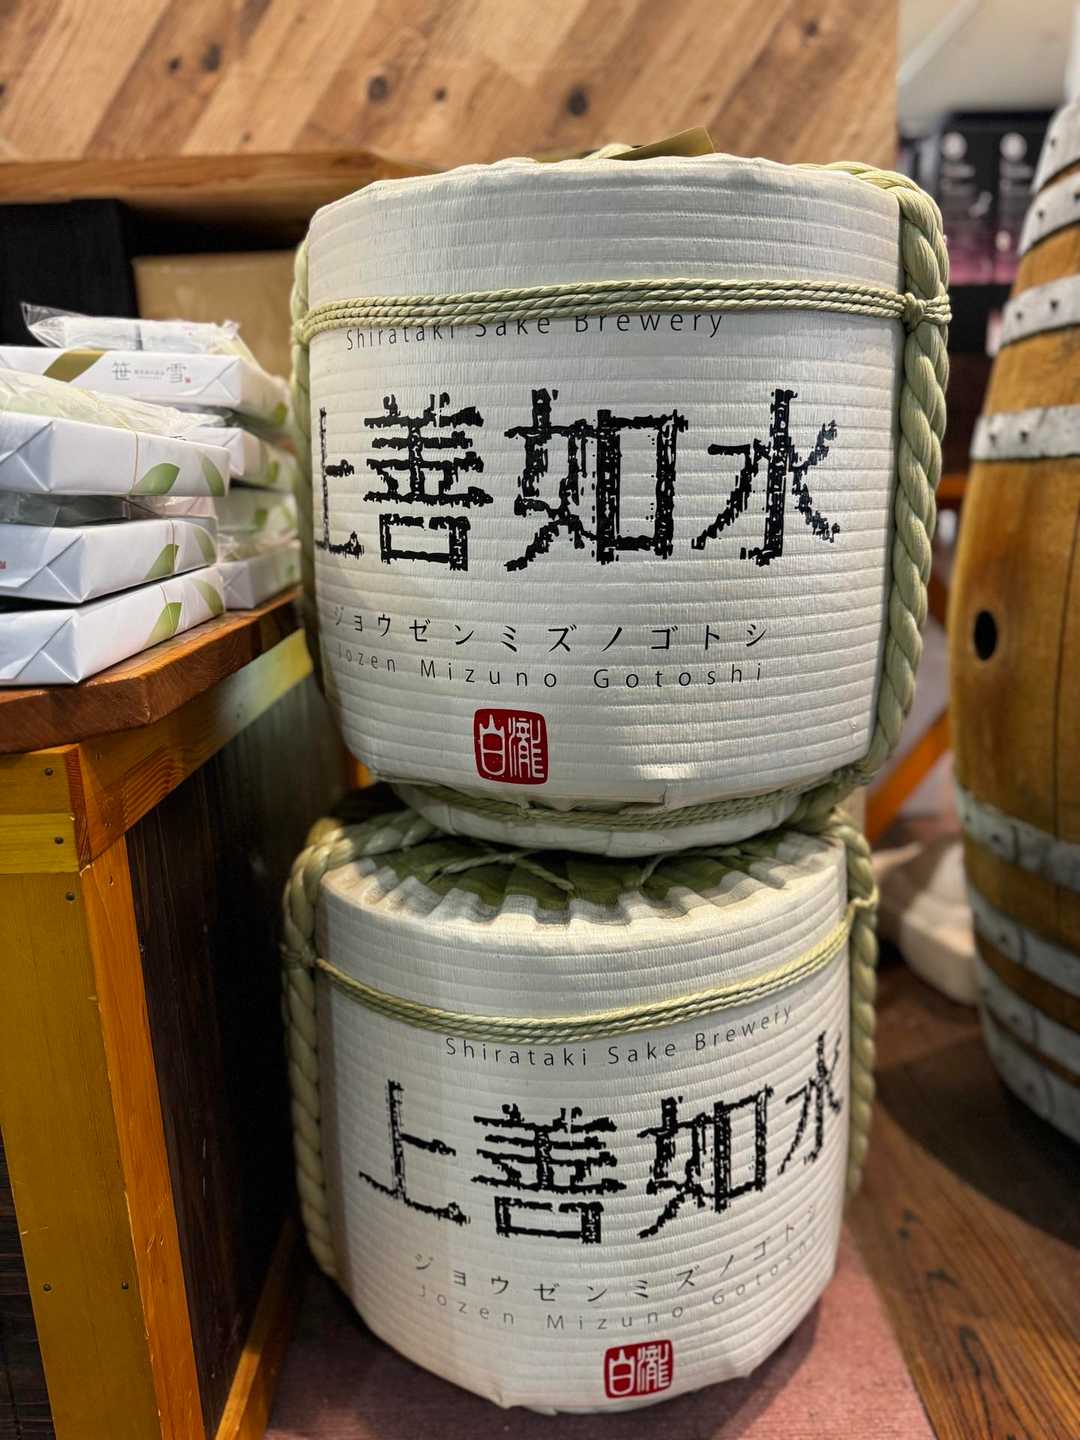 Shirataki Sake Brewery
上善如水
ジョウゼンミズノゴトシ
Jozen Mizuno Gotoshi
白瀧
Shirataki Sake Brewery
上善如水
ジョウゼンミズノゴトシ
Jozen Mizuno Gotoshi
白瀧
笹 雪